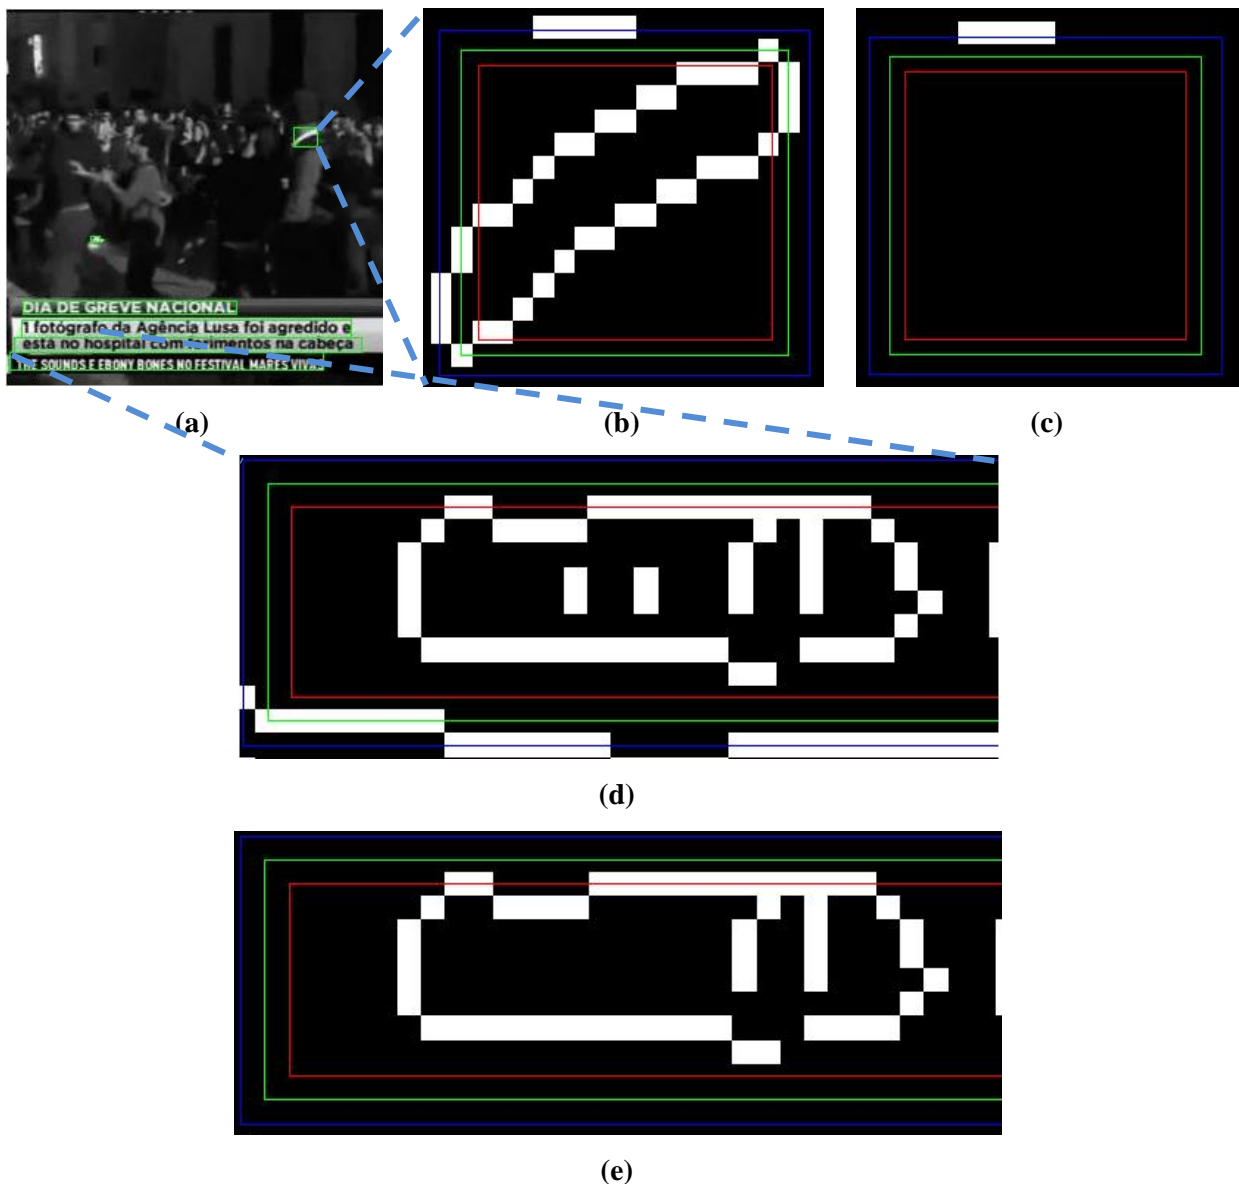 DIA DE GREVE NACIONAL
1 fotógrafo da Agência Lusa foi agredido e
está no hospital com ferimentos na cabeça
THE SOUNDS E EBONY BONES NO FESTIVAL MARES VIVAS
(a)
(b)
(c)
(d)
(e)